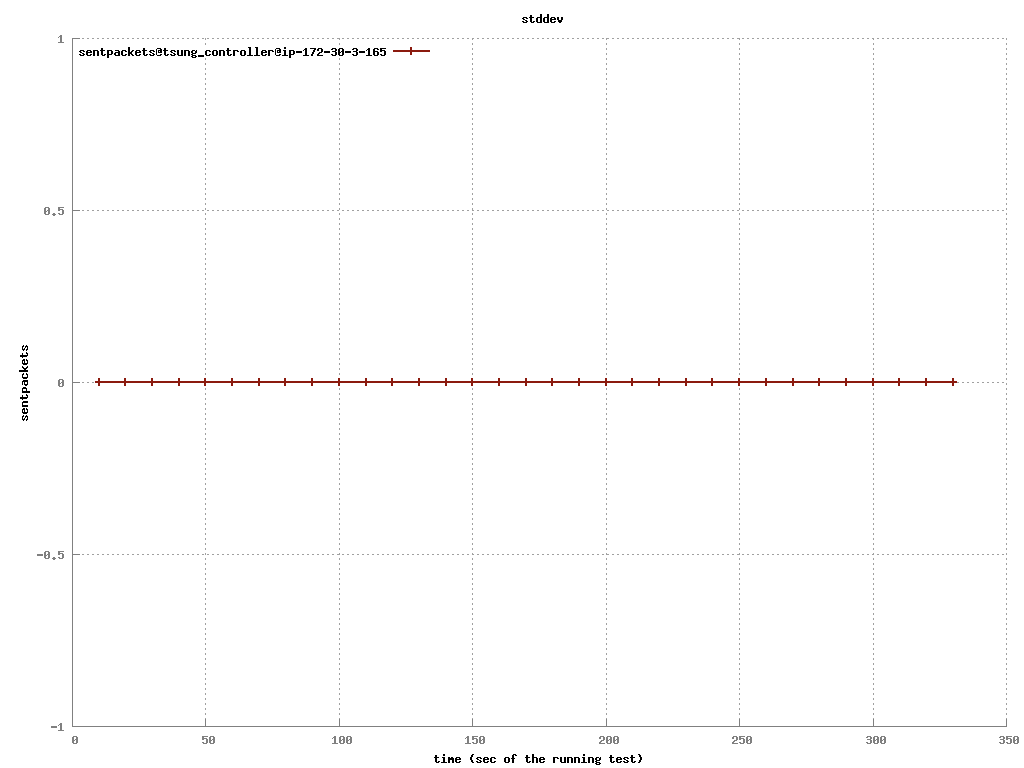 stddev
sentpackets@tsung_controller@ip-172-30-3-165
1
0.5
0
-0.5
-1
sentpackets
0 50 100 150 200 250 300 350
time (sec of the running test)